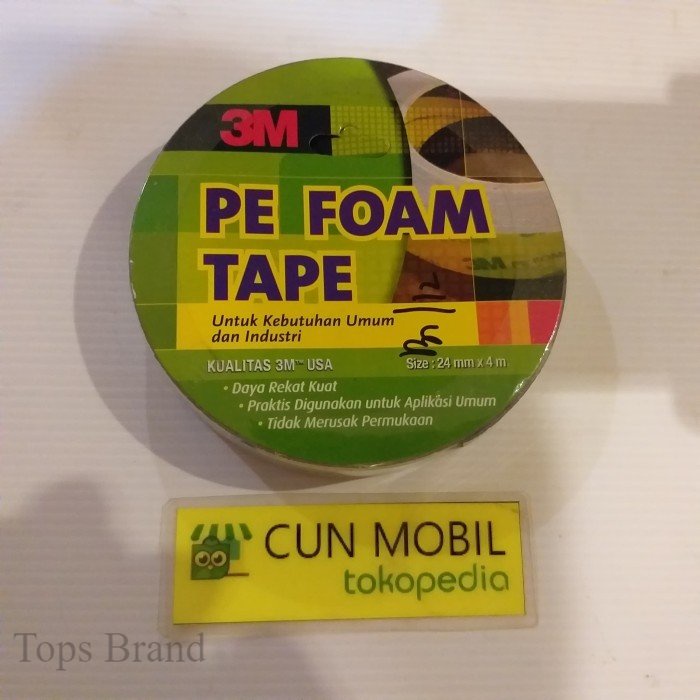 3M
PE FOAM
TAPE
Untuk Kebutuhan Umum
dan Industri
KUALITAS 3M™ USA
Size : 24 mm x 4 m
• Daya Rekat Kuat
• Praktis Digunakan untuk Aplikasi Umum
• Tidak Merusak Permukaan
CUN MOBIL
tokopedia
Tops Brand